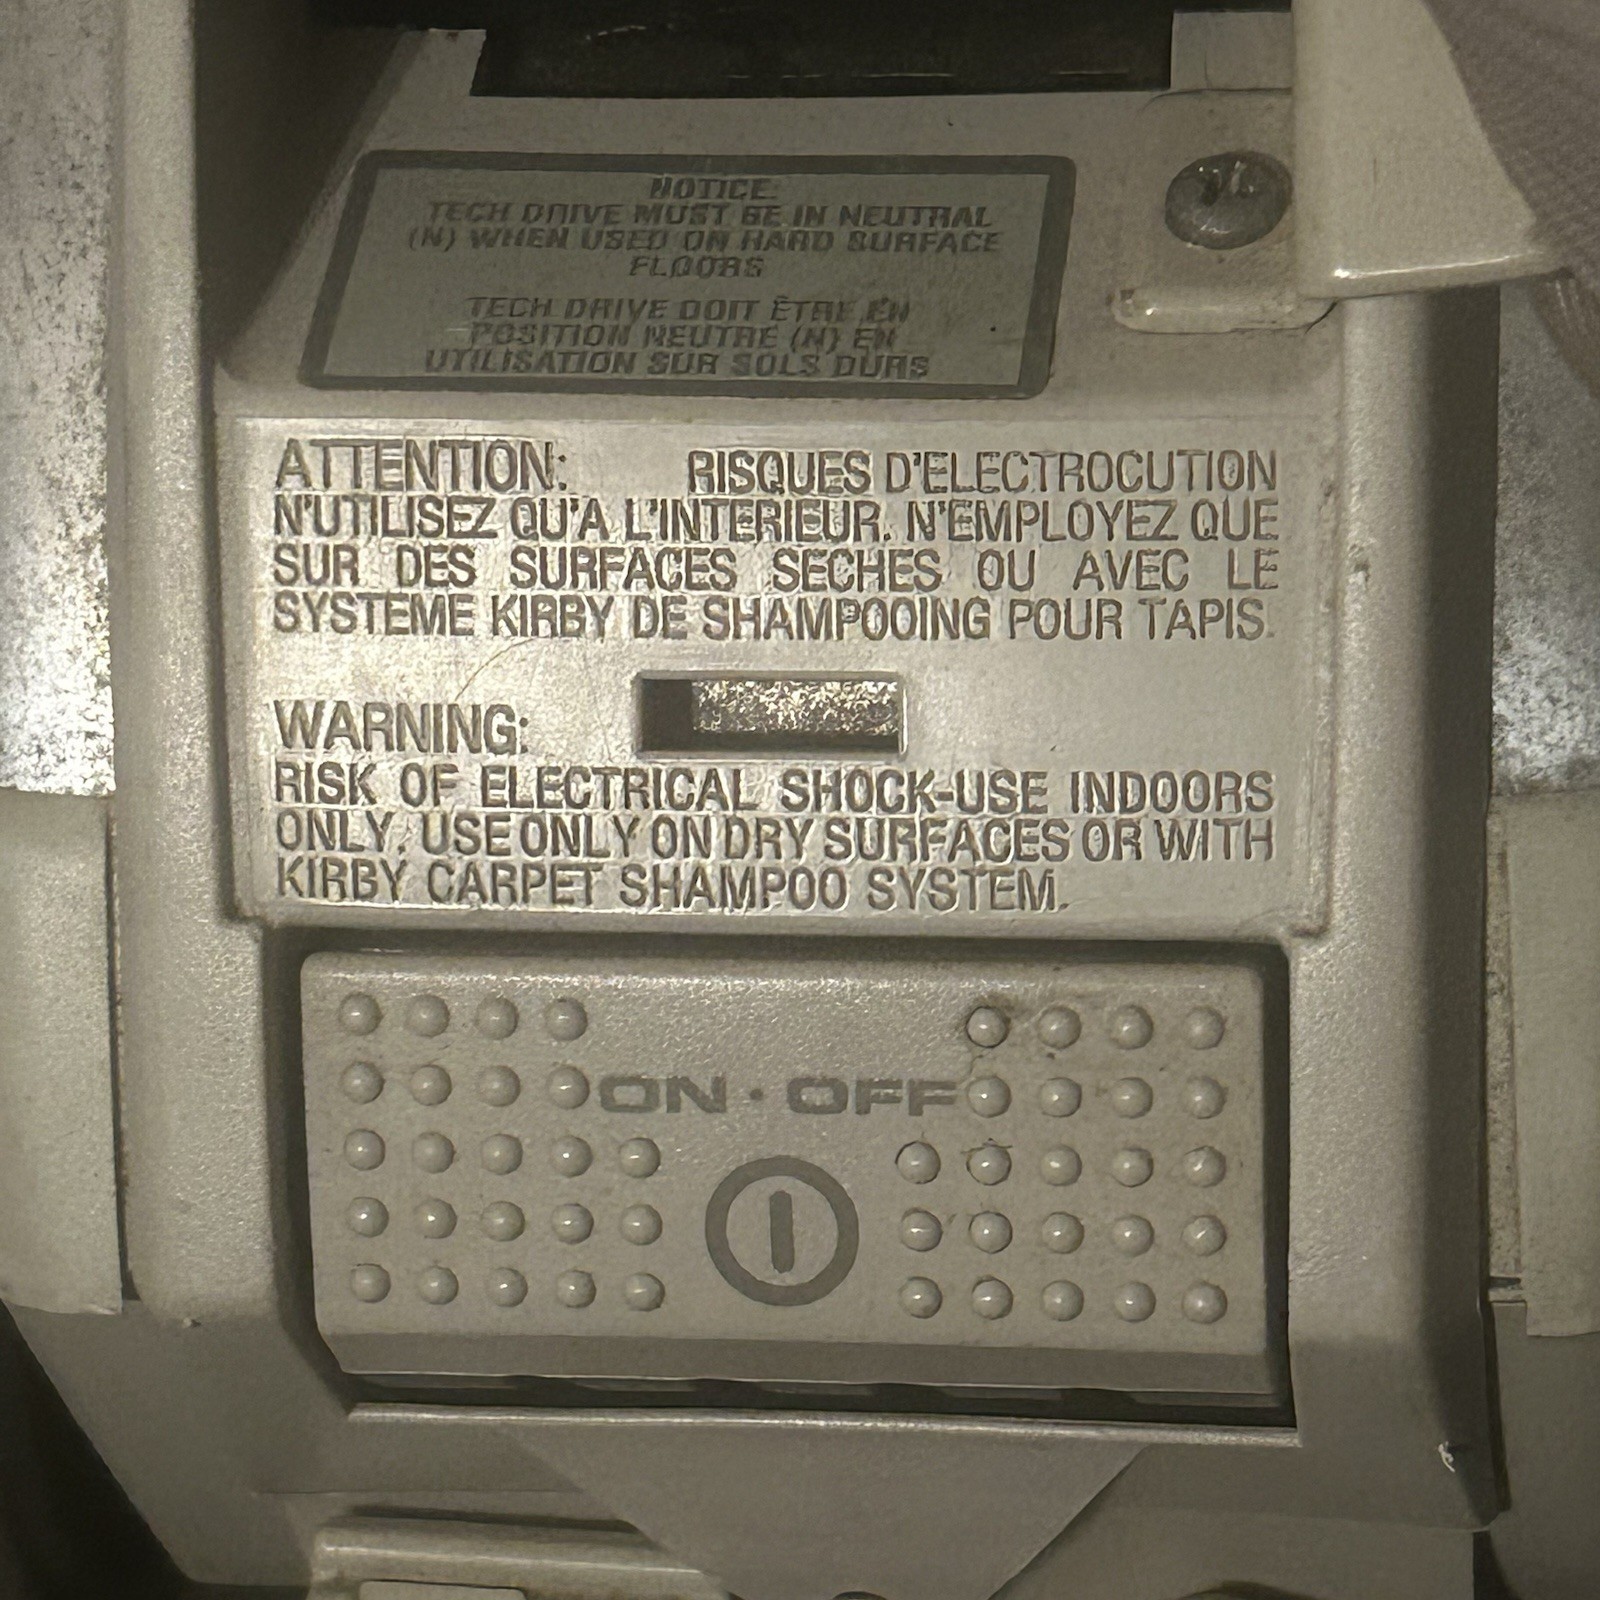 NOTICE
TECH DRIVE MUST BE IN NEUTRAL
(N) WHEN USED ON HARD SURFACE
FLOORS
TECH DRIVE DOIT ÊTRE EN
POSITION NEUTRE (N) EN
UTILISATION SUR SOLS DURS
ATTENTION: RISQUES D'ELECTROCUTION
N'UTILISEZ QU'A L'INTERIEUR. N'EMPLOYEZ QUE
SUR DES SURFACES SECHES OU AVEC LE
SYSTEME KIRBY DE SHAMPOOING POUR TAPIS.
WARNING:
RISK OF ELECTRICAL SHOCK-USE INDOORS
ONLY. USE ONLY ON DRY SURFACES OR WITH
KIRBY CARPET SHAMPOO SYSTEM.
ON · OFF